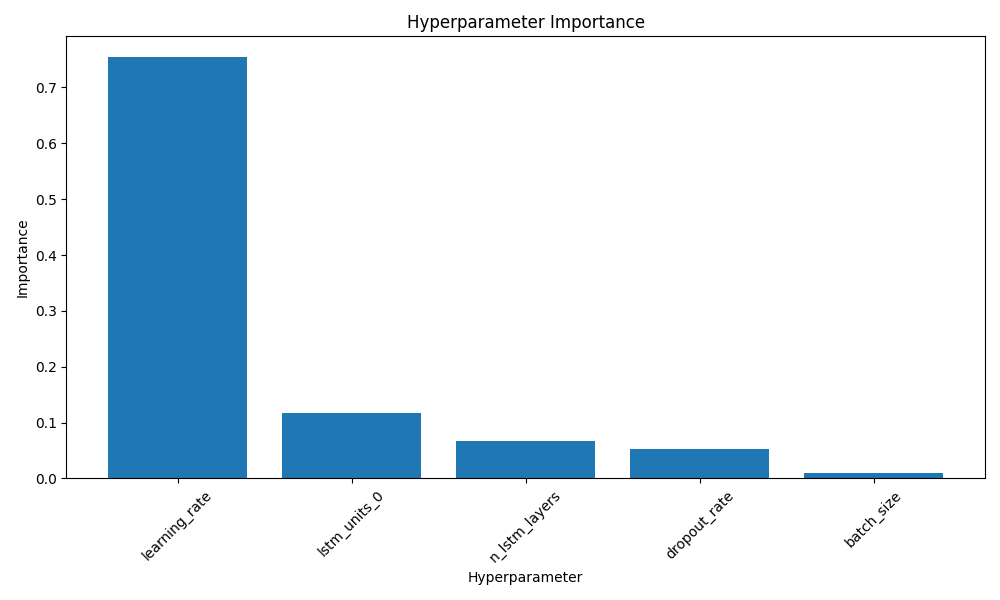 Hyperparameter Importance
0.7
0.6
0.5
0.4
0.3
0.2
0.1
0.0
Importance
learning_rate
lstm_units_0
n_lstm_layers
dropout_rate
batch_size
Hyperparameter